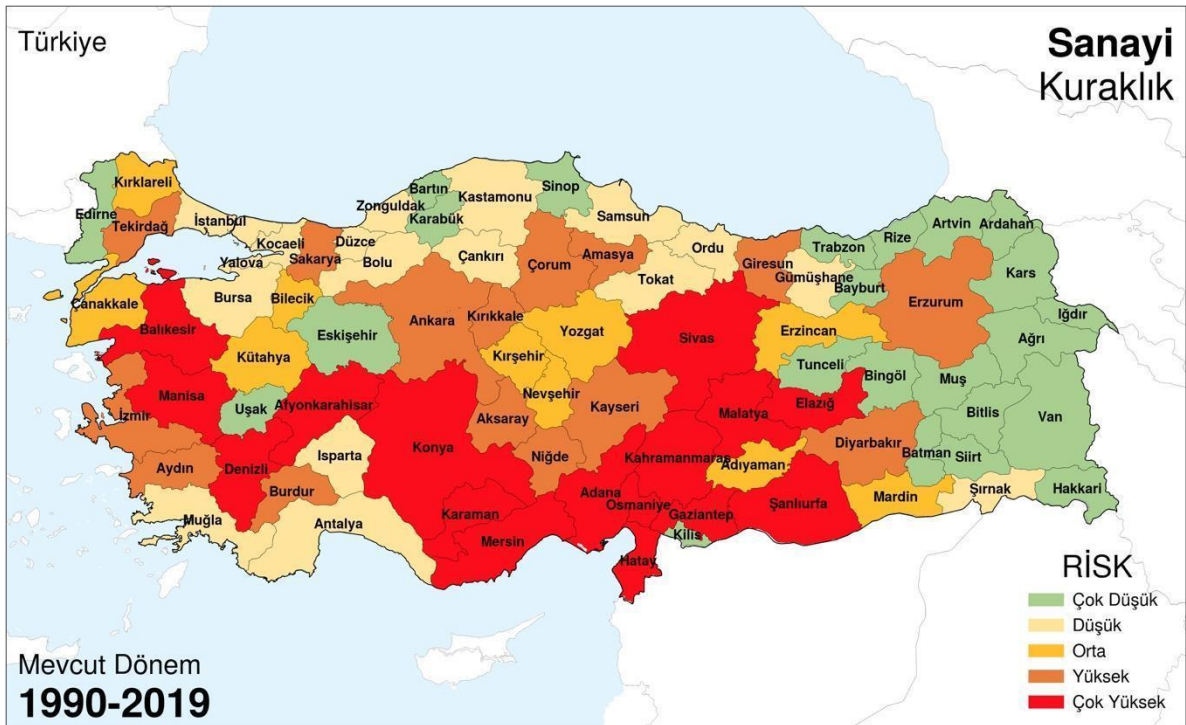 Türkiye
Sanayi
Kuraklık
Kırklareli
Edirne
Tekirdağ
İstanbul
Kocaeli
Yalova
Sakarya
Düzce
Bolu
Zonguldak
Bartın
Karabük
Kastamonu
Sinop
Çankırı
Samsun
Çorum
Amasya
Ordu
Tokat
Giresun
Gümüşhane
Trabzon
Bayburt
Rize
Artvin
Ardahan
Kars
Iğdır
Ağrı
Erzurum
Erzincan
Çanakkale
Balıkesir
Bursa
Bilecik
Kütahya
Eskişehir
Ankara
Kırıkkale
Kırşehir
Yozgat
Sivas
Tunceli
Bingöl
Muş
Bitlis
Van
Manisa
İzmir
Uşak
Afyonkarahisar
Konya
Aksaray
Nevşehir
Kayseri
Niğde
Malatya
Elazığ
Diyarbakır
Batman
Siirt
Şırnak
Hakkari
Aydın
Denizli
Burdur
Isparta
Muğla
Antalya
Karaman
Mersin
Adana
Osmaniye
Kahramanmaraş
Gaziantep
Kilis
Hatay
Adıyaman
Şanlıurfa
Mardin
RİSK
Çok Düşük
Düşük
Orta
Yüksek
Çok Yüksek
Mevcut Dönem
1990-2019